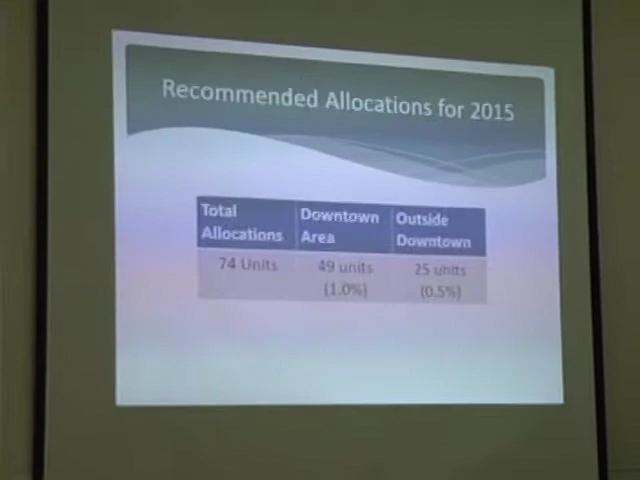 Recommended Allocations for 2015
Total Allocations
Downtown Area
Outside Downtown
74 Units
49 units (1.0%)
25 units (0.5%)